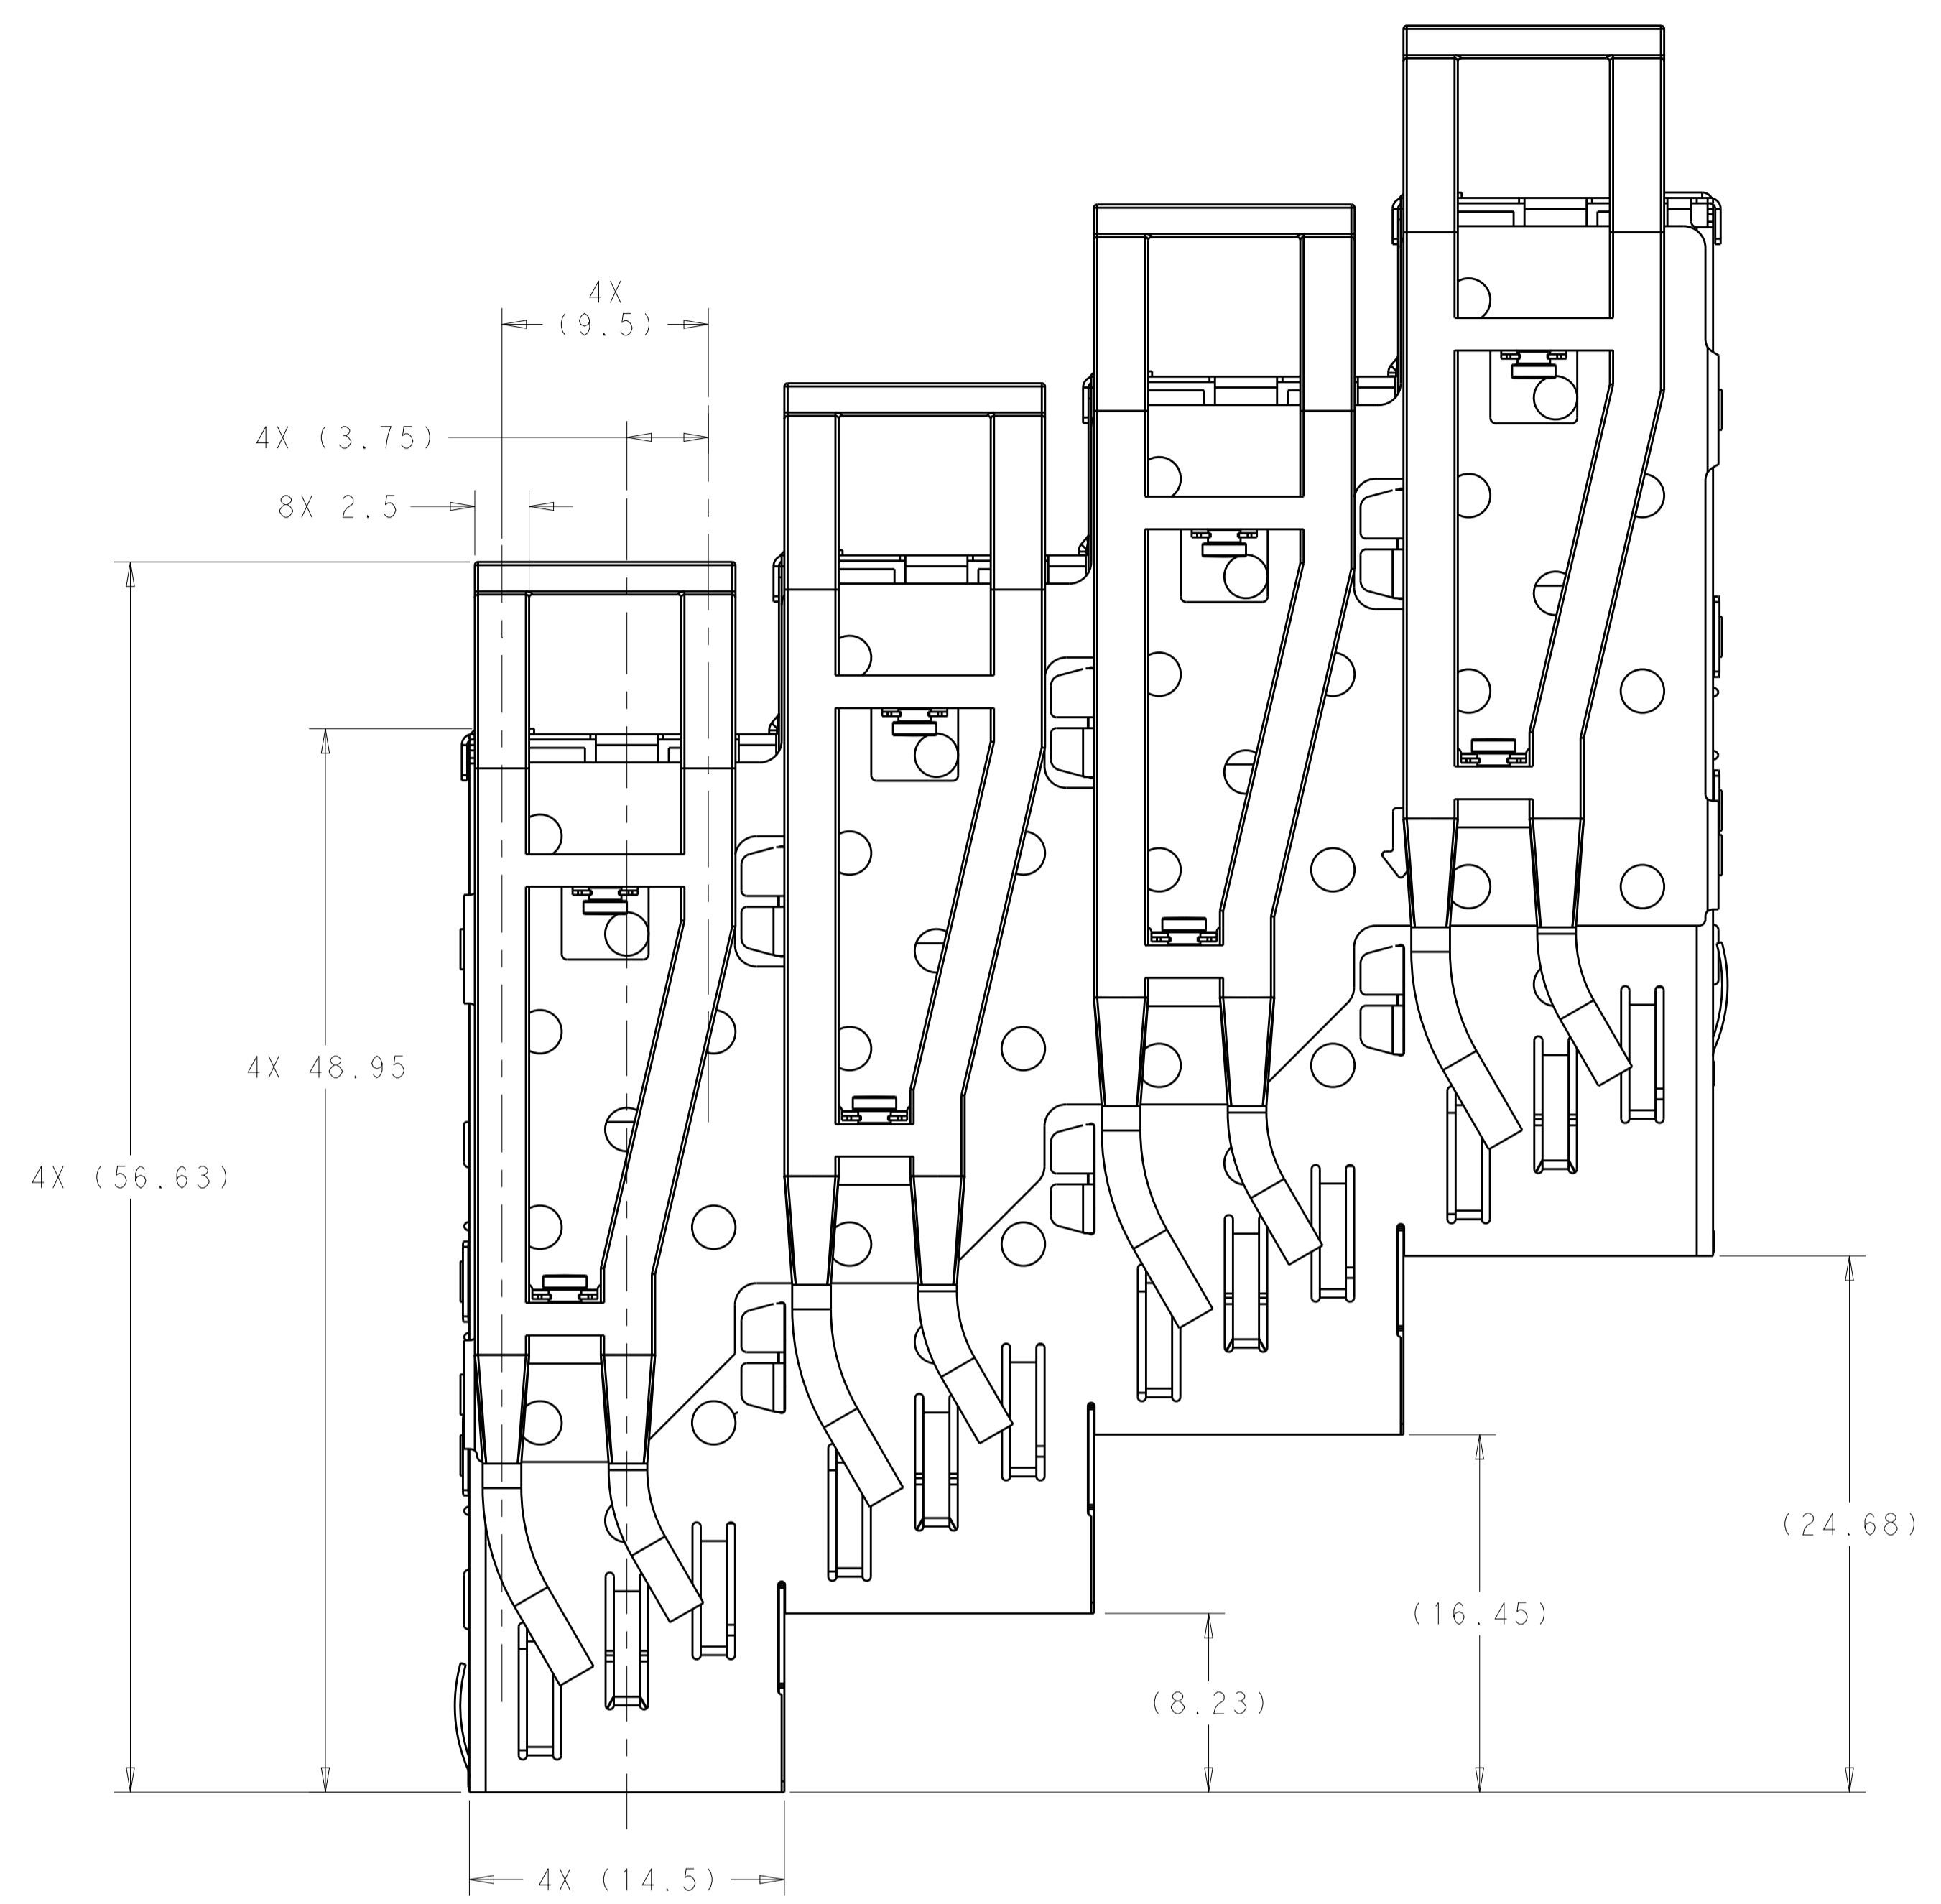 4X
(9.5)
4X (3.75)
8X 2.5
4X 48.95
4X (56.63)
(24.68)
(16.45)
(8.23)
4X (14.5)